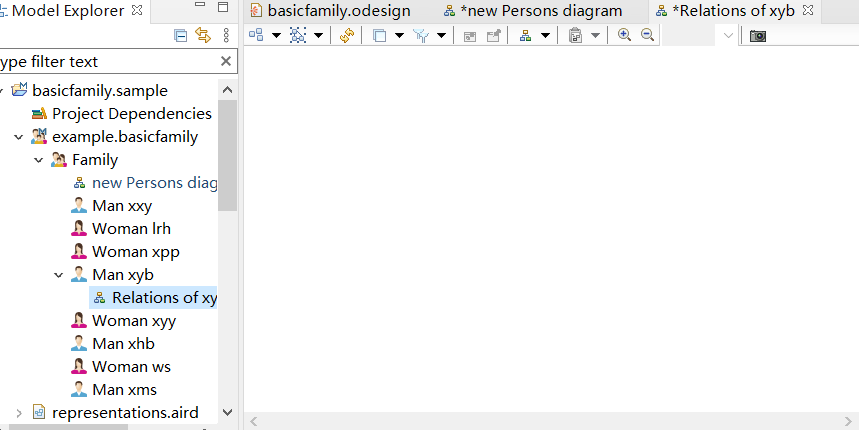 Model Explorer
basicfamily.odesign
*new Persons diagram
*Relations of xyb
ype filter text
basicfamily.sample
Project Dependencies
example.basicfamily
Family
new Persons diag
Man xxy
Woman lrh
Woman xpp
Man xyb
Relations of xy
Woman xyy
Man xhb
Woman ws
Man xms
representations.aird